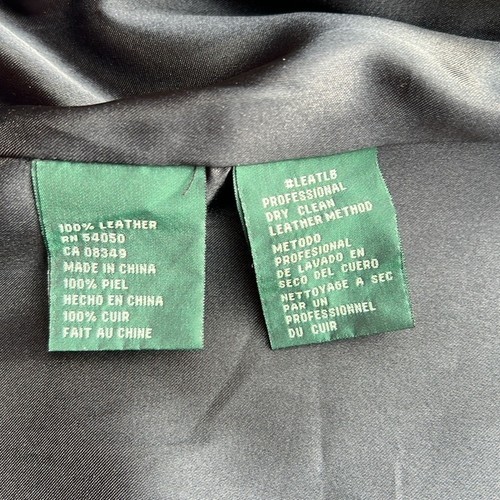 100% LEATHER
RN 54050
CA 08349
MADE IN CHINA
100% PIEL
HECHO EN CHINA
100% CUIR
FAIT AU CHINE
#LEATLB
PROFESSIONAL
DRY CLEAN
LEATHER METHOD
METODO
PROFESIONAL
DE LAVADO EN
SECO DEL CUERO
NETTOYAGE A SEC
PAR UN
PROFESSIONNEL
DU CUIR